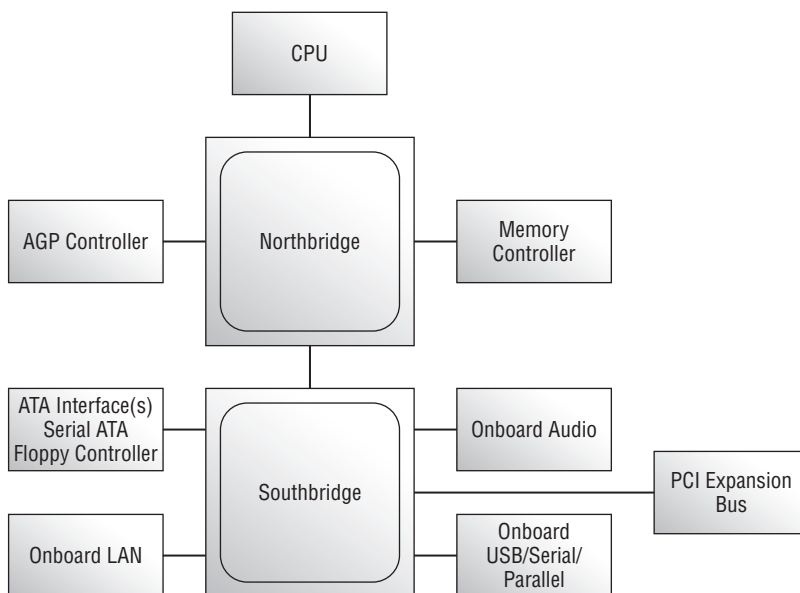 CPU
AGP Controller
Northbridge
Memory
Controller
ATA Interface(s)
Serial ATA
Floppy Controller
Onboard Audio
Southbridge
PCI Expansion
Bus
Onboard LAN
Onboard
USB/Serial/
Parallel